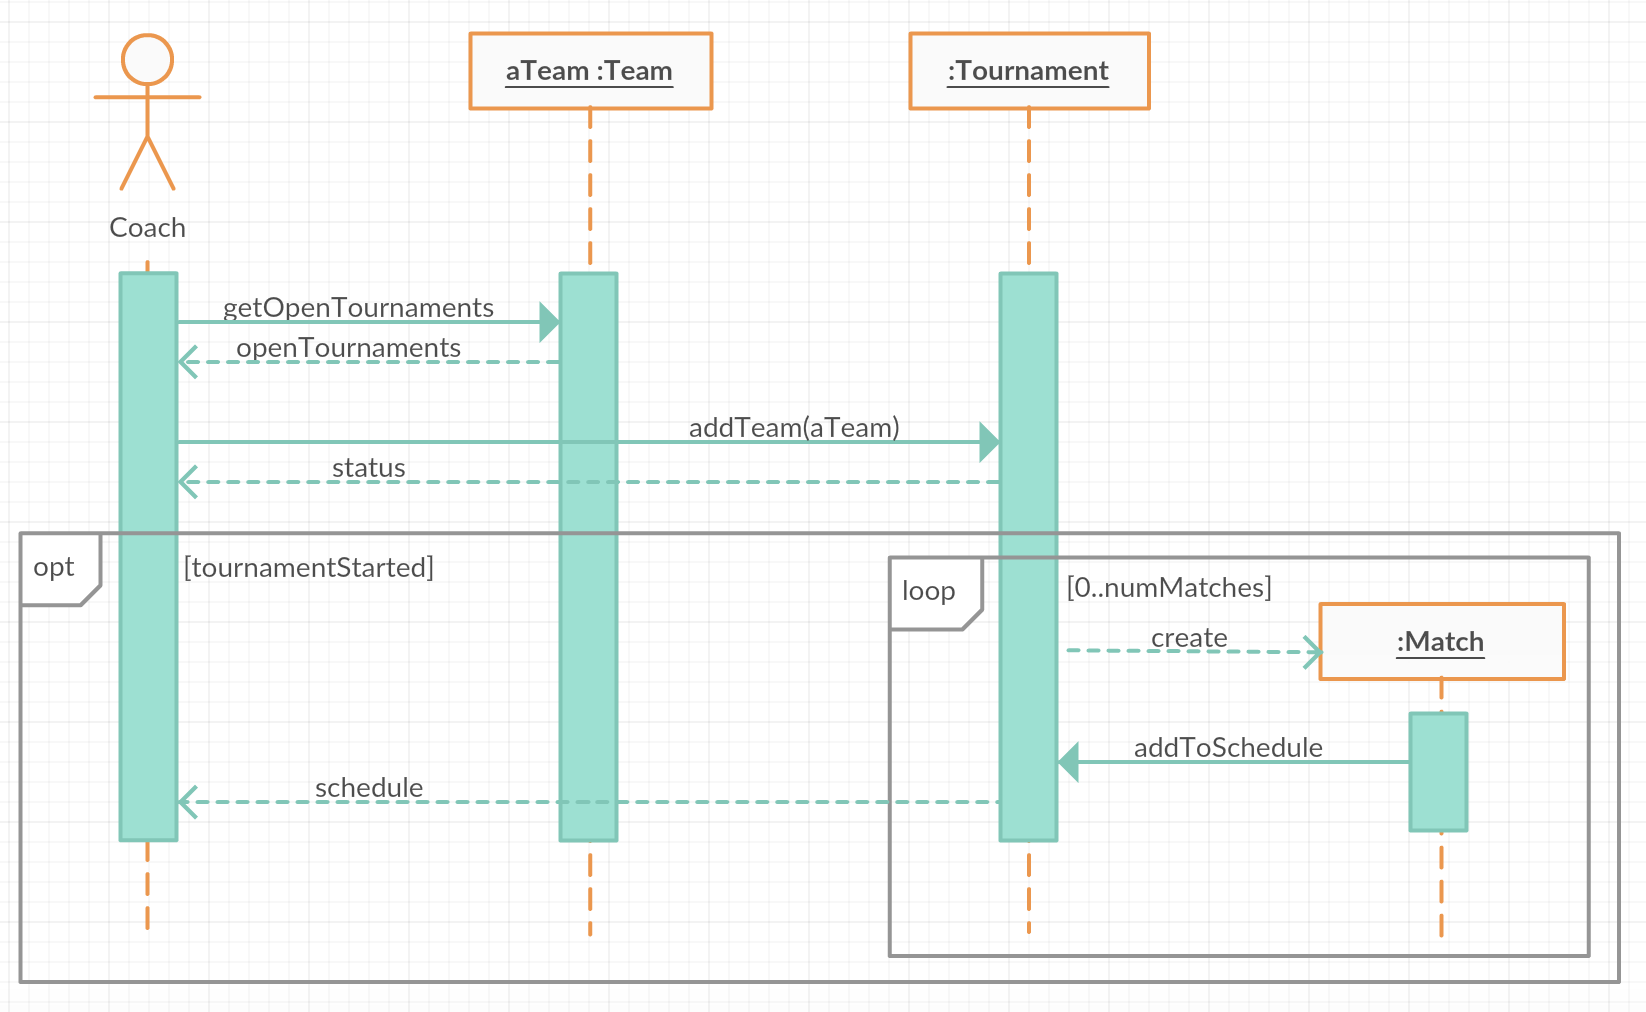 aTeam :Team
:Tournament
Coach
getOpenTournaments
openTournaments
addTeam(aTeam)
status
opt
[tournamentStarted]
loop
[0..numMatches]
create
:Match
addToSchedule
schedule